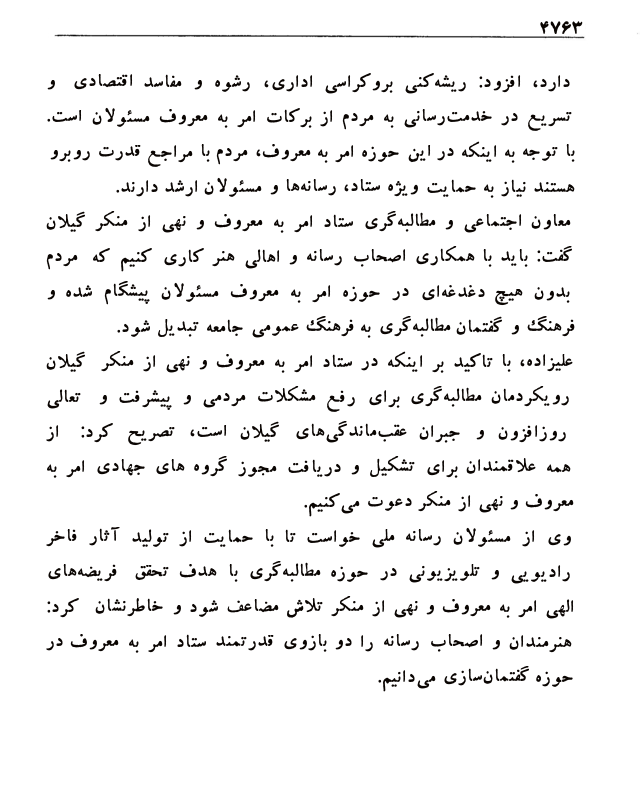 ۴۷۶۳
دارد، افزود: ریشه‌کنی بروکراسی اداری، رشوه و مفاسد اقتصادی و
تسریع در خدمت‌رسانی به مردم از برکات امر به معروف مسئولان است.
با توجه به اینکه در این حوزه امر به معروف، مردم با مراجع قدرت روبرو
هستند نیاز به حمایت ویژه ستاد، رسانه‌ها و مسئولان ارشد دارند.
معاون اجتماعی و مطالبه‌گری ستاد امر به معروف و نهی از منکر گیلان
گفت: باید با همکاری اصحاب رسانه و اهالی هنر کاری کنیم که مردم
بدون هیچ دغدغه‌ای در حوزه امر به معروف مسئولان پیشگام شده و
فرهنگ و گفتمان مطالبه‌گری به فرهنگ عمومی جامعه تبدیل شود.
علیزاده، با تاکید بر اینکه در ستاد امر به معروف و نهی از منکر گیلان
رویکردمان مطالبه‌گری برای رفع مشکلات مردمی و پیشرفت و تعالی
روزافزون و جبران عقب‌ماندگی‌های گیلان است، تصریح کرد: از
همه علاقمندان برای تشکیل و دریافت مجوز گروه های جهادی امر به
معروف و نهی از منکر دعوت می‌کنیم.
وی از مسئولان رسانه ملی خواست تا با حمایت از تولید آثار فاخر
رادیویی و تلویزیونی در حوزه مطالبه‌گری با هدف تحقق فریضه‌های
الهی امر به معروف و نهی از منکر تلاش مضاعف شود و خاطرنشان کرد:
هنرمندان و اصحاب رسانه را دو بازوی قدرتمند ستاد امر به معروف در
حوزه گفتمان‌سازی می‌دانیم.